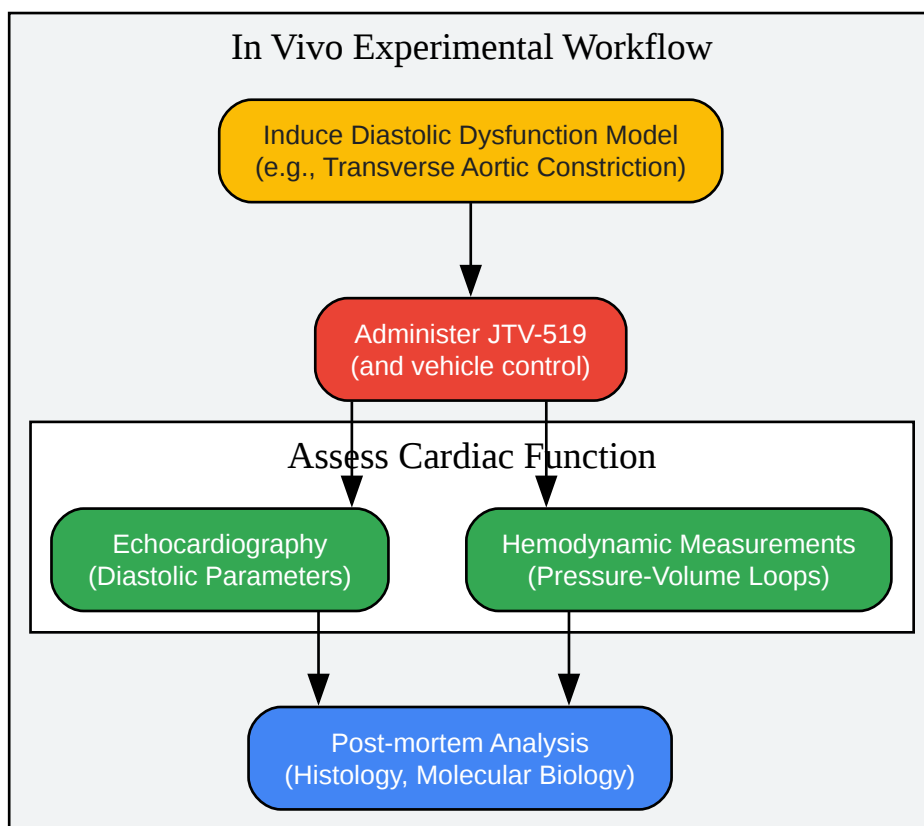 In Vivo Experimental Workflow
Induce Diastolic Dysfunction Model
(e.g., Transverse Aortic Constriction)
Administer JTV-519
(and vehicle control)
Assess Cardiac Function
Echocardiography
(Diastolic Parameters)
Hemodynamic Measurements
(Pressure-Volume Loops)
Post-mortem Analysis
(Histology, Molecular Biology)